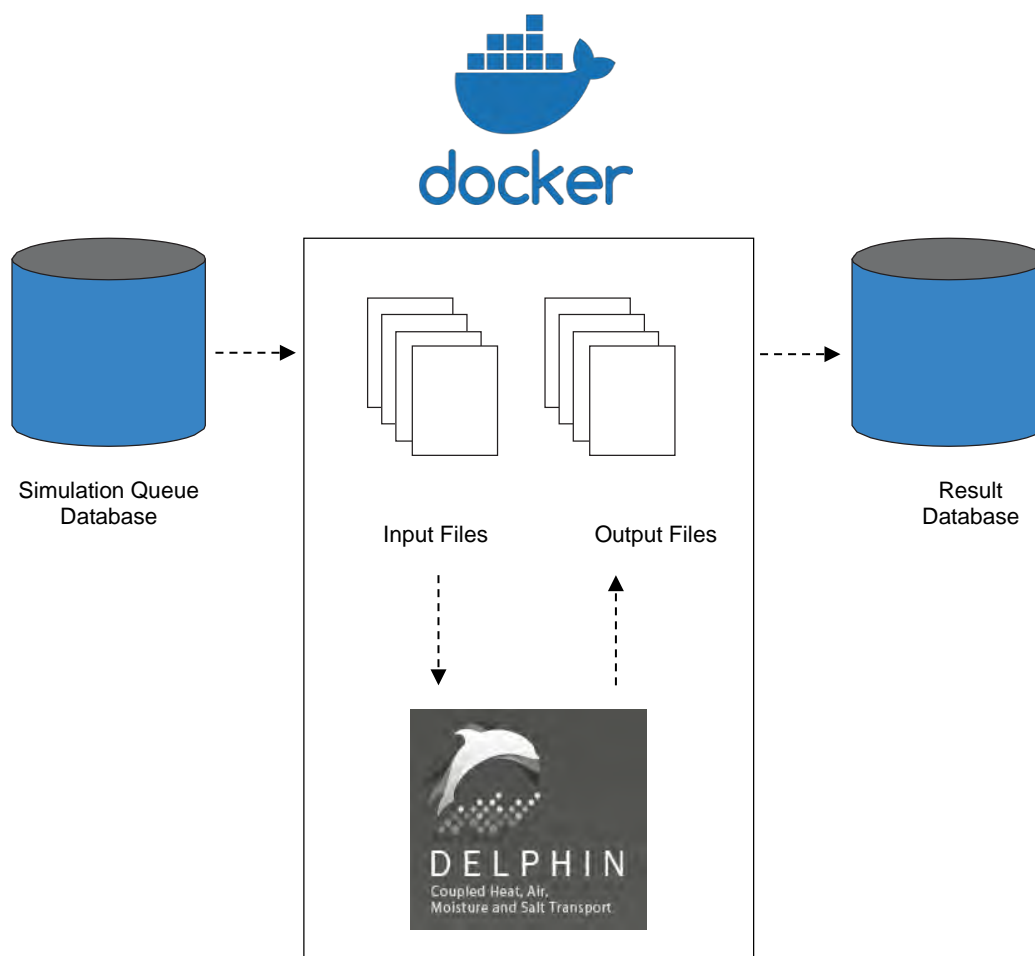 docker
Simulation Queue
Database
Input Files
Output Files
Result
Database
DELPHIN
Coupled Heat, Air,
Moisture and Salt Transport